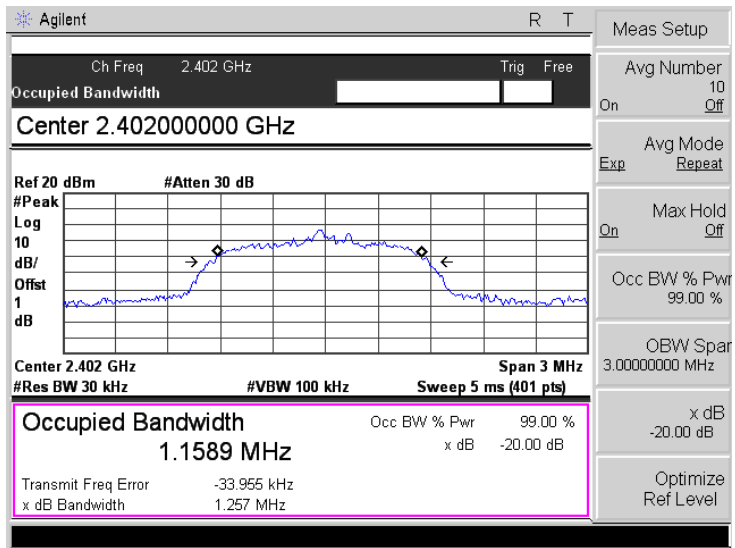 Agilent R T
Ch Freq 2.402 GHz Trig Free
Occupied Bandwidth
Center 2.402000000 GHz
Ref 20 dBm #Atten 30 dB
#Peak
Log
10
dB/
Offst
1
dB
Center 2.402 GHz Span 3 MHz
#Res BW 30 kHz #VBW 100 kHz Sweep 5 ms (401 pts)
Occupied Bandwidth
1.1589 MHz
Occ BW % Pwr 99.00 %
x dB -20.00 dB
Transmit Freq Error -33.955 kHz
x dB Bandwidth 1.257 MHz
Meas Setup
Avg Number
10
On Off
Avg Mode
Exp Repeat
Max Hold
On Off
Occ BW % Pwr
99.00 %
OBW Span
3.00000000 MHz
x dB
-20.00 dB
Optimize
Ref Level